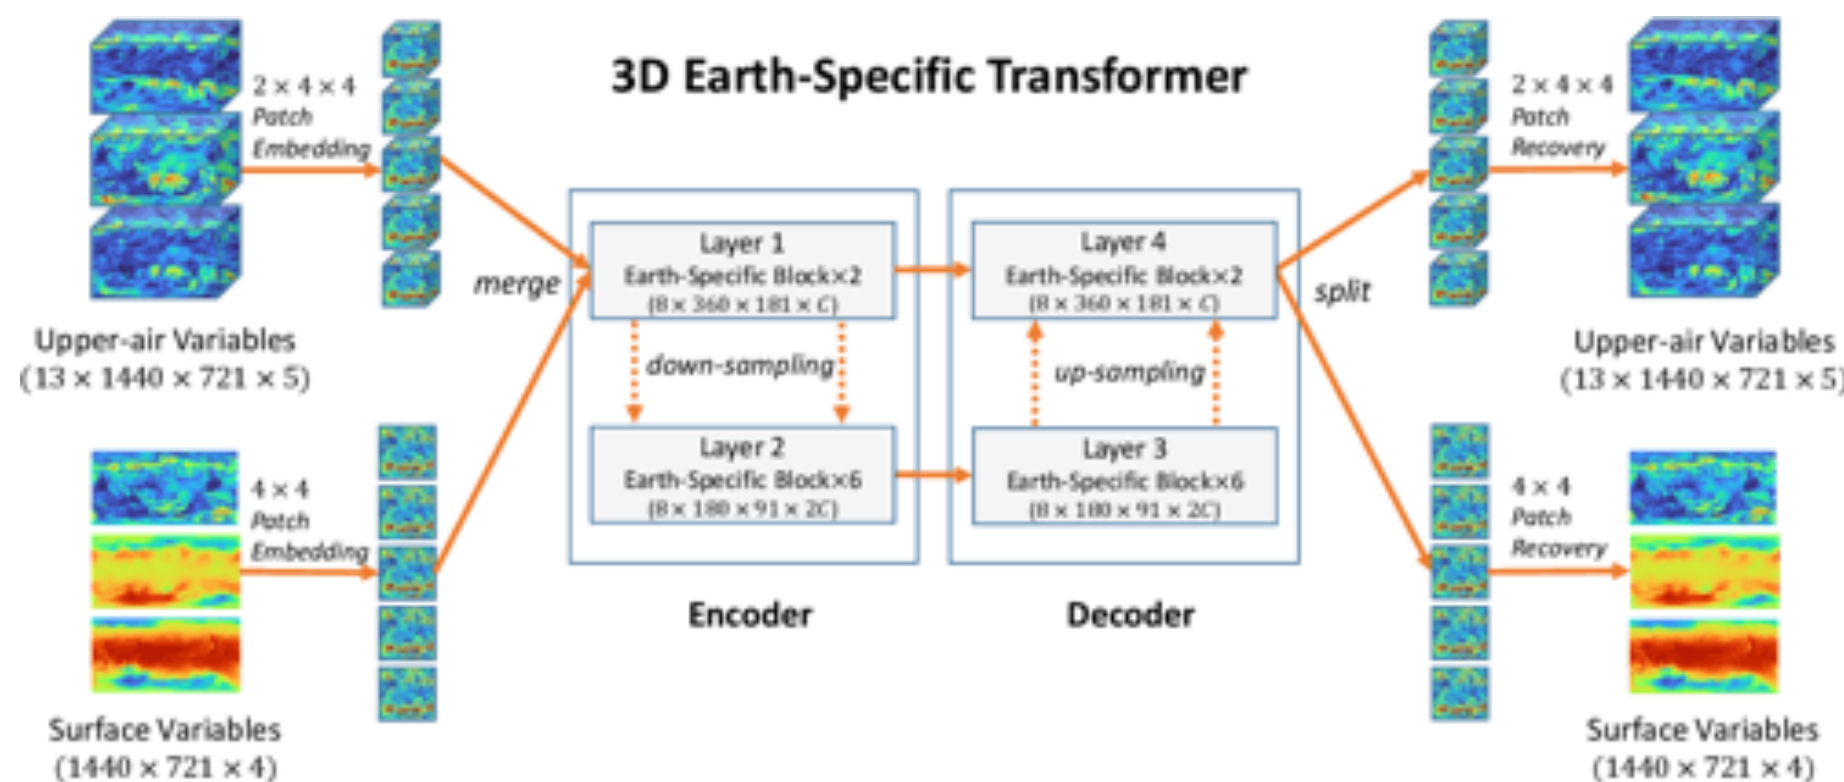 3D Earth-Specific Transformer
2 × 4 × 4
Patch
Embedding
Upper-air Variables
(13 × 1440 × 721 × 5)
4 × 4
Patch
Embedding
Surface Variables
(1440 × 721 × 4)
merge
Layer 1
Earth-Specific Block×2
(8 × 360 × 181 × C)
down-sampling
Layer 2
Earth-Specific Block×6
(8 × 180 × 91 × 2C)
Encoder
Layer 4
Earth-Specific Block×2
(8 × 360 × 181 × C)
up-sampling
Layer 3
Earth-Specific Block×6
(8 × 180 × 91 × 2C)
Decoder
split
2 × 4 × 4
Patch
Recovery
Upper-air Variables
(13 × 1440 × 721 × 5)
4 × 4
Patch
Recovery
Surface Variables
(1440 × 721 × 4)